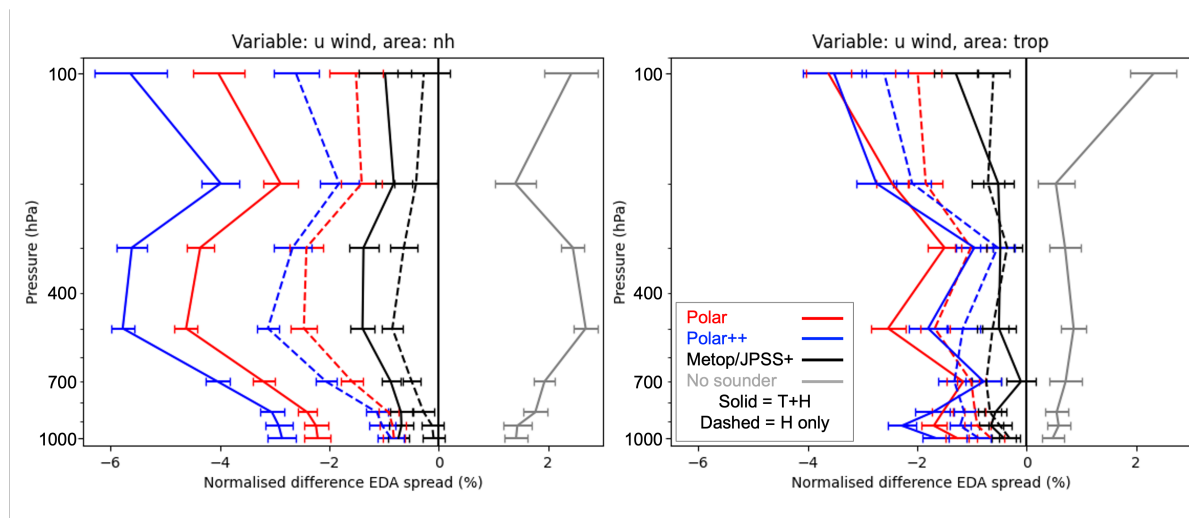 Variable: u wind, area: nh
100
400
700
1000
Pressure (hPa)
−6
−4
−2
0
2
Normalised difference EDA spread (%)
Variable: u wind, area: trop
100
400
700
1000
Pressure (hPa)
Polar
Polar++
Metop/JPSS+
No sounder
Solid = T+H
Dashed = H only
−6
−4
−2
0
2
Normalised difference EDA spread (%)